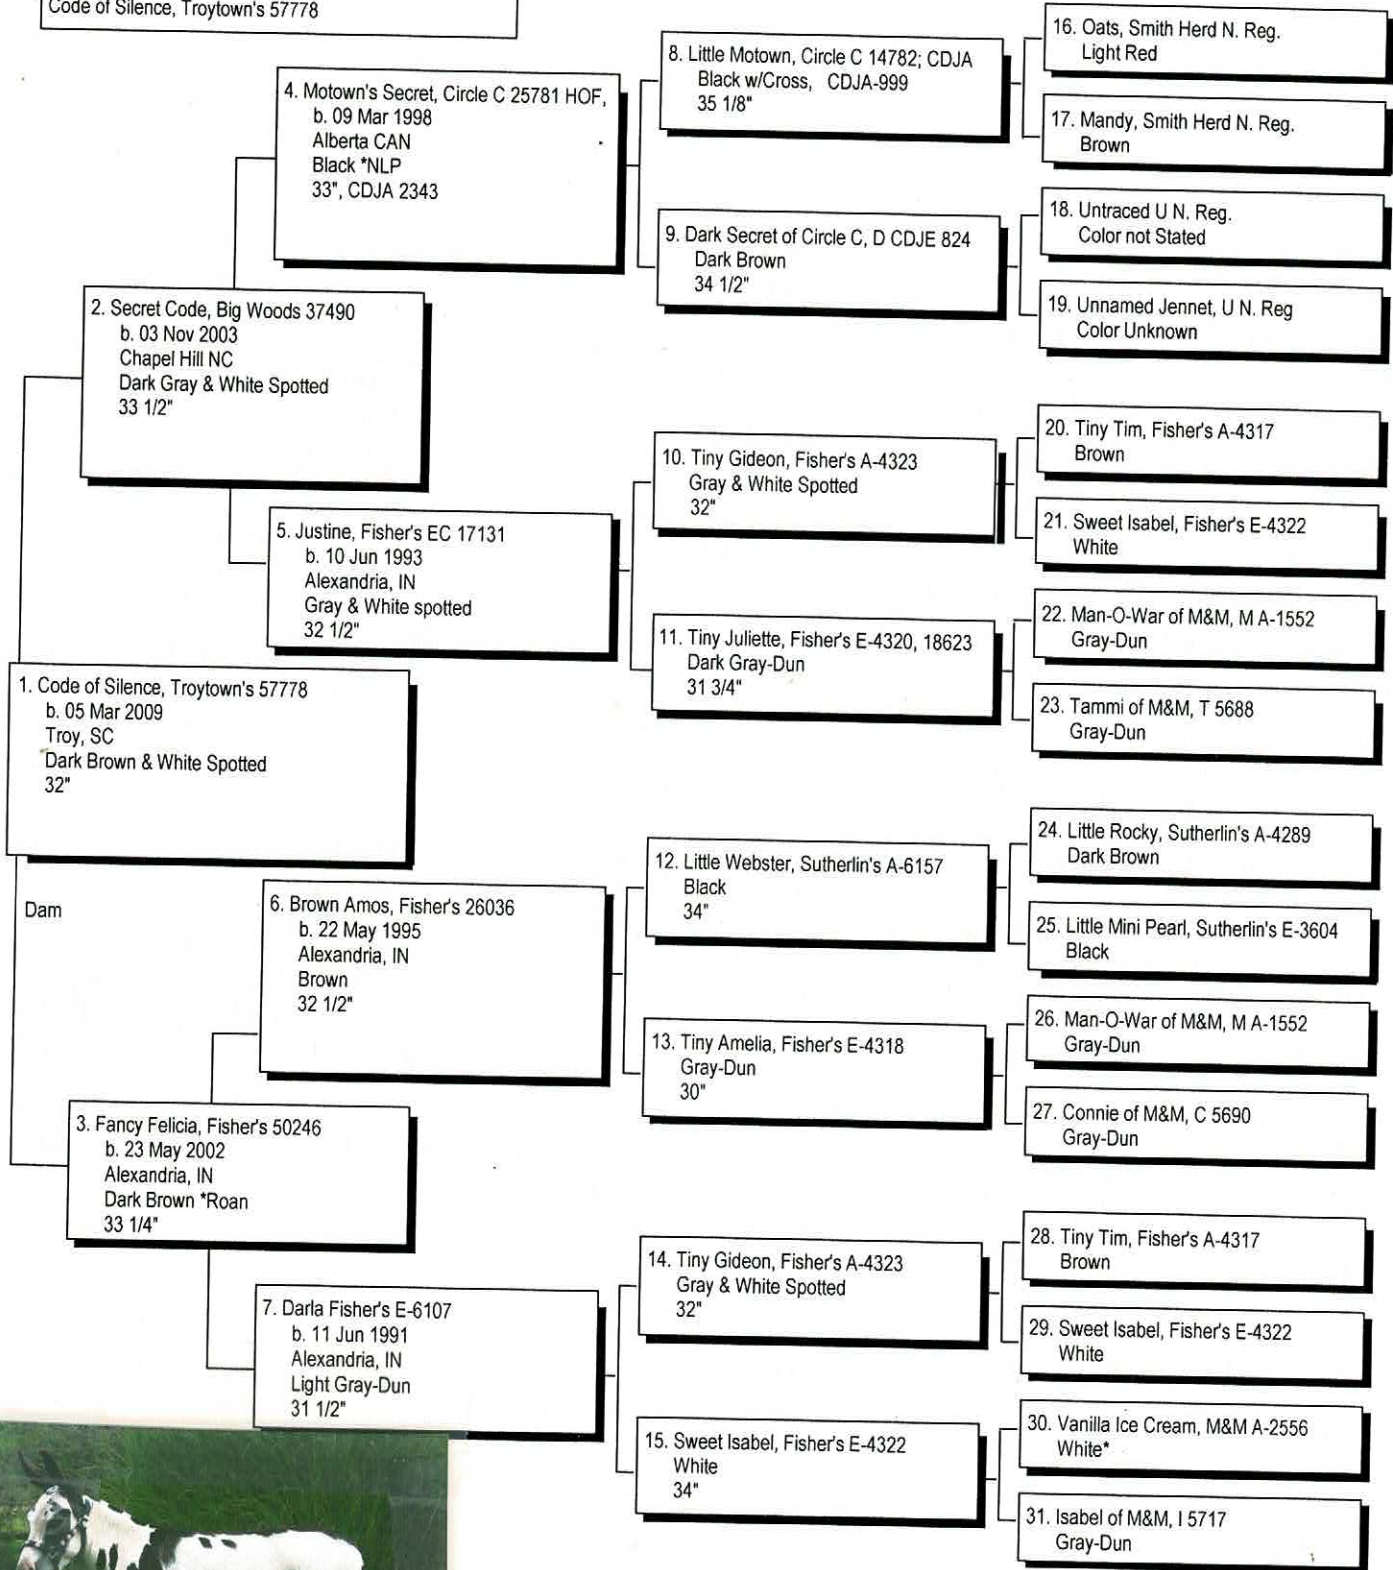 Code of Silence, Troytown's 57778
1. Code of Silence, Troytown's 57778
b. 05 Mar 2009
Troy, SC
Dark Brown & White Spotted
32"
Dam
2. Secret Code, Big Woods 37490
b. 03 Nov 2003
Chapel Hill NC
Dark Gray & White Spotted
33 1/2"
3. Fancy Felicia, Fisher's 50246
b. 23 May 2002
Alexandria, IN
Dark Brown *Roan
33 1/4"
4. Motown's Secret, Circle C 25781 HOF,
b. 09 Mar 1998
Alberta CAN
Black *NLP
33", CDJA 2343
5. Justine, Fisher's EC 17131
b. 10 Jun 1993
Alexandria, IN
Gray & White spotted
32 1/2"
6. Brown Amos, Fisher's 26036
b. 22 May 1995
Alexandria, IN
Brown
32 1/2"
7. Darla Fisher's E-6107
b. 11 Jun 1991
Alexandria, IN
Light Gray-Dun
31 1/2"
8. Little Motown, Circle C 14782; CDJA
Black w/Cross, CDJA-999
35 1/8"
9. Dark Secret of Circle C, D CDJE 824
Dark Brown
34 1/2"
10. Tiny Gideon, Fisher's A-4323
Gray & White Spotted
32"
11. Tiny Juliette, Fisher's E-4320, 18623
Dark Gray-Dun
31 3/4"
12. Little Webster, Sutherlin's A-6157
Black
34"
13. Tiny Amelia, Fisher's E-4318
Gray-Dun
30"
14. Tiny Gideon, Fisher's A-4323
Gray & White Spotted
32"
15. Sweet Isabel, Fisher's E-4322
White
34"
16. Oats, Smith Herd N. Reg.
Light Red
17. Mandy, Smith Herd N. Reg.
Brown
18. Untraced U N. Reg.
Color not Stated
19. Unnamed Jennet, U N. Reg
Color Unknown
20. Tiny Tim, Fisher's A-4317
Brown
21. Sweet Isabel, Fisher's E-4322
White
22. Man-O-War of M&M, M A-1552
Gray-Dun
23. Tammi of M&M, T 5688
Gray-Dun
24. Little Rocky, Sutherlin's A-4289
Dark Brown
25. Little Mini Pearl, Sutherlin's E-3604
Black
26. Man-O-War of M&M, M A-1552
Gray-Dun
27. Connie of M&M, C 5690
Gray-Dun
28. Tiny Tim, Fisher's A-4317
Brown
29. Sweet Isabel, Fisher's E-4322
White
30. Vanilla Ice Cream, M&M A-2556
White*
31. Isabel of M&M, I 5717
Gray-Dun